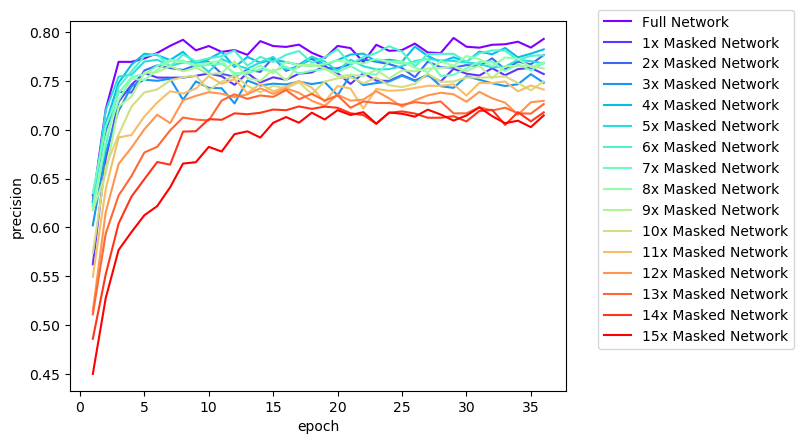 0.80
0.75
0.70
0.65
0.60
0.55
0.50
0.45
precision
0 5 10 15 20 25 30 35
epoch
Full Network
1x Masked Network
2x Masked Network
3x Masked Network
4x Masked Network
5x Masked Network
6x Masked Network
7x Masked Network
8x Masked Network
9x Masked Network
10x Masked Network
11x Masked Network
12x Masked Network
13x Masked Network
14x Masked Network
15x Masked Network